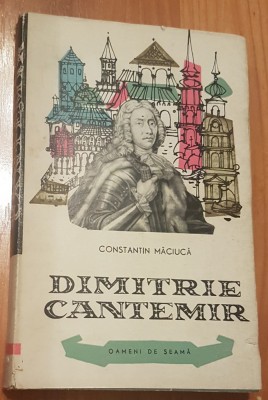 CONSTANTIN MĂCIUCĂ
DIMITRIE
CANTEMIR
OAMENI DE SEAMĂ